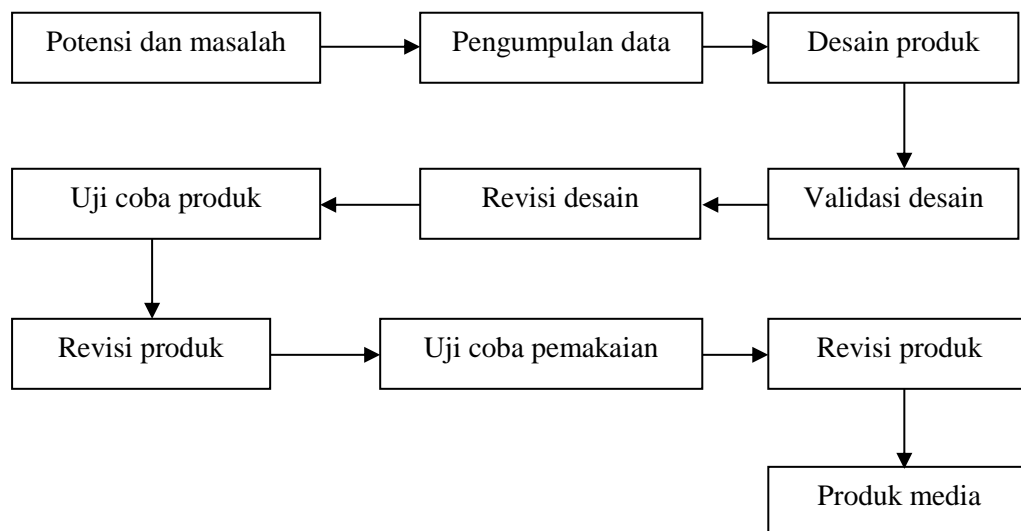 Potensi dan masalah
Pengumpulan data
Desain produk
Validasi desain
Revisi desain
Uji coba produk
Revisi produk
Uji coba pemakaian
Revisi produk
Produk media